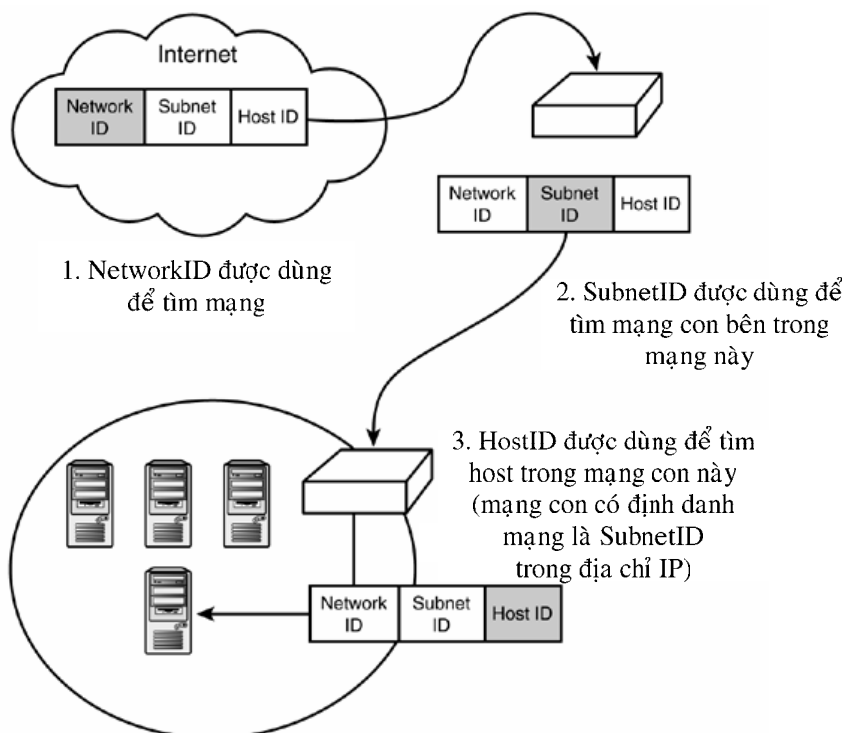 Internet
Network
ID
Subnet
ID
Host ID
Network
ID
Subnet
ID
Host ID
1. NetworkID được dùng
để tìm mạng
2. SubnetID được dùng để
tìm mạng con bên trong
mạng này
3. HostID được dùng để tìm
host trong mạng con này
(mạng con có định danh
mạng là SubnetID
trong địa chỉ IP)
Network
ID
Subnet
ID
Host ID